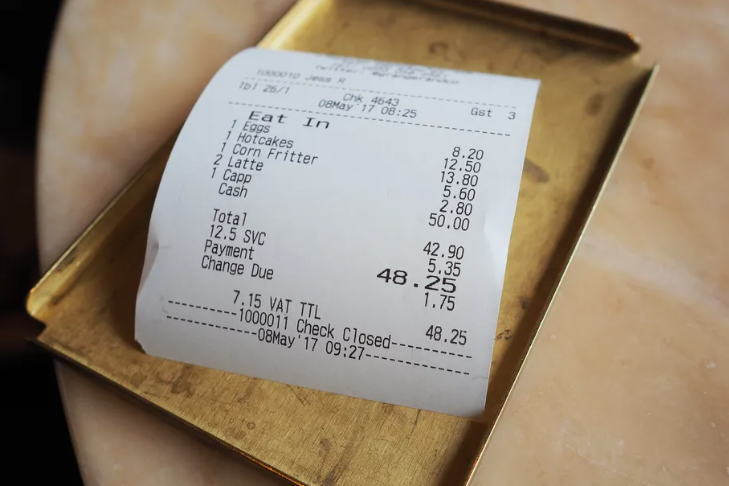 1000010 Jess R
Tbl 26/1 Chk 4643 Gst 3
08May'17 08:25
Eat In
1 Eggs 8.20
1 Hotcakes 12.50
1 Corn Fritter 13.80
2 Latte 5.60
1 Capp 2.80
Cash 50.00
Total 42.90
12.5 SVC 5.35
Payment 48.25
Change Due 1.75
7.15 VAT TTL 48.25
1000011 Check Closed
08May'17 09:27